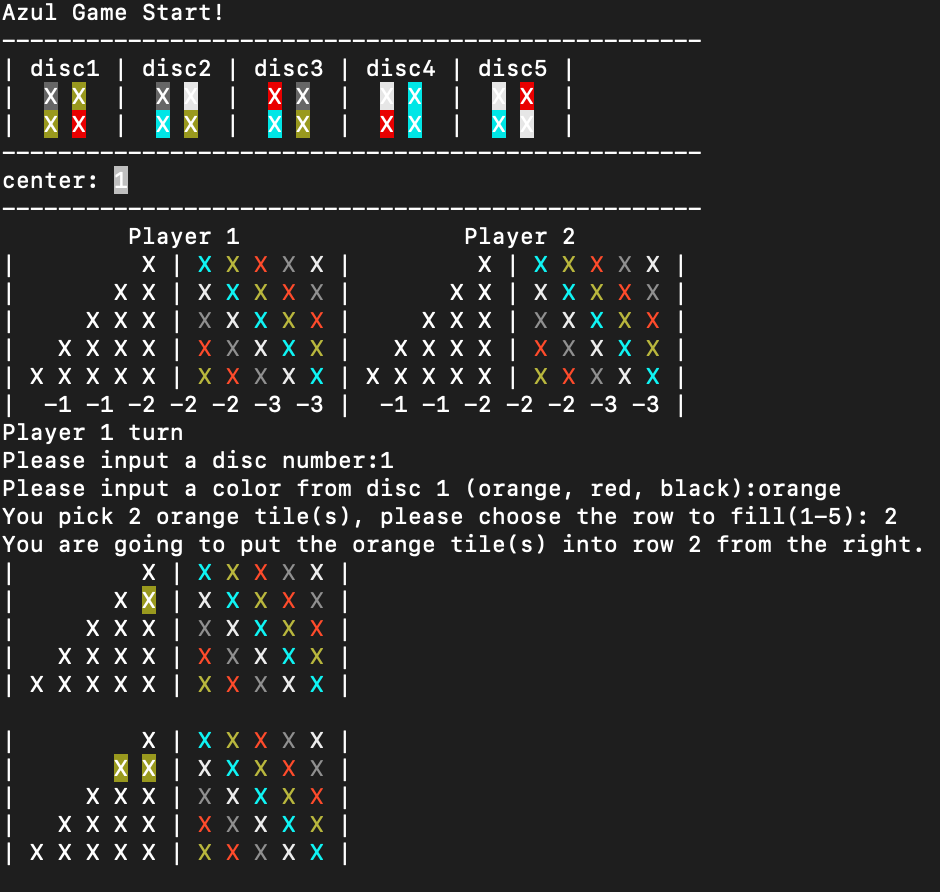 Azul Game Start!
--------------------------------------------------
| disc1 | disc2 | disc3 | disc4 | disc5 |
|  X X  |  X X  |  X X  |  X X  |  X X  |
|  X X  |  X X  |  X X  |  X X  |  X X  |
--------------------------------------------------
center: 1
--------------------------------------------------
         Player 1                Player 2
|         X | X X X X X |         X | X X X X X |
|       X X | X X X X X |       X X | X X X X X |
|     X X X | X X X X X |     X X X | X X X X X |
|   X X X X | X X X X X |   X X X X | X X X X X |
| X X X X X | X X X X X | X X X X X | X X X X X |
|  -1 -1 -2 -2 -2 -3 -3 |  -1 -1 -2 -2 -2 -3 -3 |
Player 1 turn
Please input a disc number:1
Please input a color from disc 1 (orange, red, black):orange
You pick 2 orange tile(s), please choose the row to fill(1-5): 2
You are going to put the orange tile(s) into row 2 from the right.
|         X | X X X X X |
|       X X | X X X X X |
|     X X X | X X X X X |
|   X X X X | X X X X X |
| X X X X X | X X X X X |

|         X | X X X X X |
|       X X | X X X X X |
|     X X X | X X X X X |
|   X X X X | X X X X X |
| X X X X X | X X X X X |